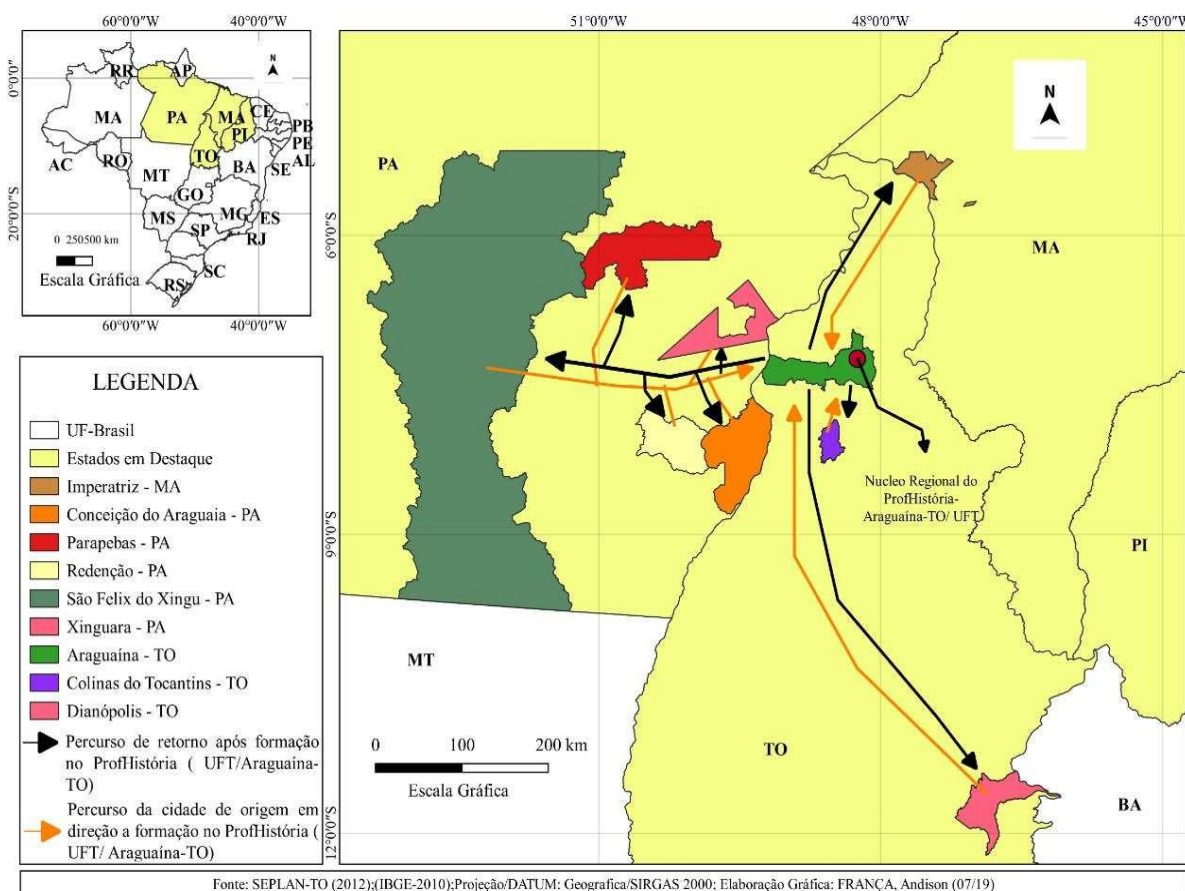 60°0'0"W 40°0'0"W
0°0'0"
20°0'0"S
N
RR
AP
MA
PA
MA
CE
PI
PB
PE
AL
AC
RO
TO
SE
MT
BA
GO
MS
MG
ES
SP
RJ
SC
RS
0 250500 km
Escala Gráfica
60°0'0"W 40°0'0"W
LEGENDA
UF-Brasil
Estados em Destaque
Imperatriz - MA
Conceição do Araguaia - PA
Parapebas - PA
Redenção - PA
São Felix do Xingu - PA
Xinguara - PA
Araguaína - TO
Colinas do Tocantins - TO
Dianópolis - TO
Percurso de retorno após formação
no ProfHistória ( UFT/Araguaína-
TO)
Percurso da cidade de origem em
direção a formação no ProfHistória (
UFT/ Araguaína-TO)
51°0'0"W 48°0'0"W 45°0'0"W
N
PA
6°0'0"S
MA
Nucleo Regional do
ProfHistória-
Araguaína-TO/ UFT
9°0'0"S
PI
MT
0 100 200 km
Escala Gráfica
TO
BA
12°0'0"S
Fonte: SEPLAN-TO (2012);(IBGE-2010);Projeção/DATUM: Geografica/SIRGAS 2000; Elaboração Gráfica: FRANÇA, Andison (07/19)